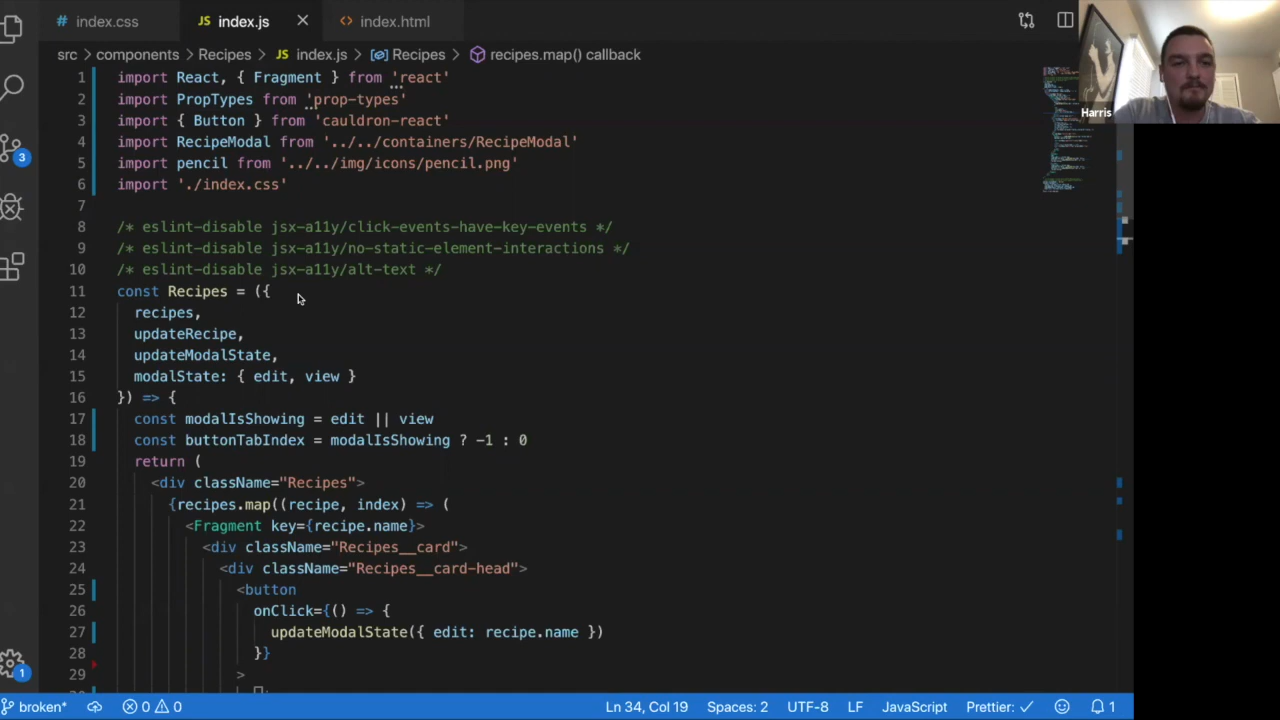 index.css
index.js
index.html
src > components > Recipes > index.js > Recipes > recipes.map() callback
Harris
1 import React, { Fragment } from 'react'
2 import PropTypes from 'prop-types'
3 import { Button } from 'cauldron-react'
4 import RecipeModal from '../../containers/RecipeModal'
5 import pencil from '../../img/icons/pencil.png'
6 import './index.css'
7
8 /* eslint-disable jsx-a11y/click-events-have-key-events */
9 /* eslint-disable jsx-a11y/no-static-element-interactions */
10 /* eslint-disable jsx-a11y/alt-text */
11 const Recipes = ({
12 recipes,
13 updateRecipe,
14 updateModalState,
15 modalState: { edit, view }
16 }) => {
17 const modalIsShowing = edit || view
18 const buttonTabIndex = modalIsShowing ? -1 : 0
19 return (
20 <div className="Recipes">
21 {recipes.map((recipe, index) => (
22 <Fragment key={recipe.name}>
23 <div className="Recipes__card">
24 <div className="Recipes__card-head">
25 <button
26 onClick={() => {
27 updateModalState({ edit: recipe.name })
28 }}
29 >
3
1
broken* 0 0 Ln 34, Col 19 Spaces: 2 UTF-8 LF JavaScript Prettier: ✓ 1